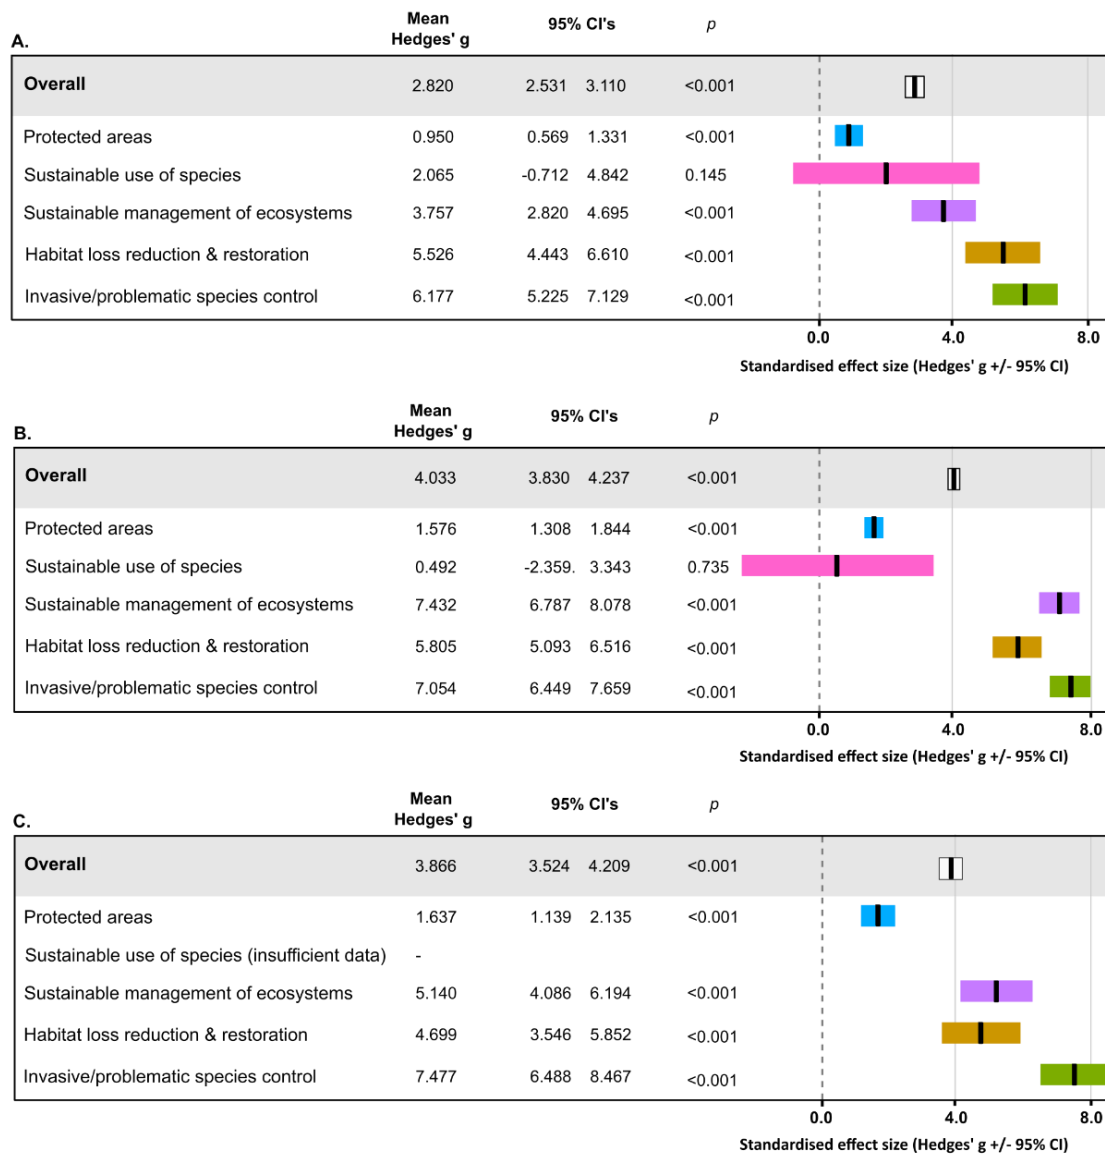 A.
Mean Hedges' g 95% CI's p
Overall 2.820 2.531 3.110 <0.001
Protected areas 0.950 0.569 1.331 <0.001
Sustainable use of species 2.065 -0.712 4.842 0.145
Sustainable management of ecosystems 3.757 2.820 4.695 <0.001
Habitat loss reduction & restoration 5.526 4.443 6.610 <0.001
Invasive/problematic species control 6.177 5.225 7.129 <0.001
0.0 4.0 8.0
Standardised effect size (Hedges' g +/- 95% CI)
B.
Mean Hedges' g 95% CI's p
Overall 4.033 3.830 4.237 <0.001
Protected areas 1.576 1.308 1.844 <0.001
Sustainable use of species 0.492 -2.359. 3.343 0.735
Sustainable management of ecosystems 7.432 6.787 8.078 <0.001
Habitat loss reduction & restoration 5.805 5.093 6.516 <0.001
Invasive/problematic species control 7.054 6.449 7.659 <0.001
0.0 4.0 8.0
Standardised effect size (Hedges' g +/- 95% CI)
C.
Mean Hedges' g 95% CI's p
Overall 3.866 3.524 4.209 <0.001
Protected areas 1.637 1.139 2.135 <0.001
Sustainable use of species (insufficient data) -
Sustainable management of ecosystems 5.140 4.086 6.194 <0.001
Habitat loss reduction & restoration 4.699 3.546 5.852 <0.001
Invasive/problematic species control 7.477 6.488 8.467 <0.001
0.0 4.0 8.0
Standardised effect size (Hedges' g +/- 95% CI)